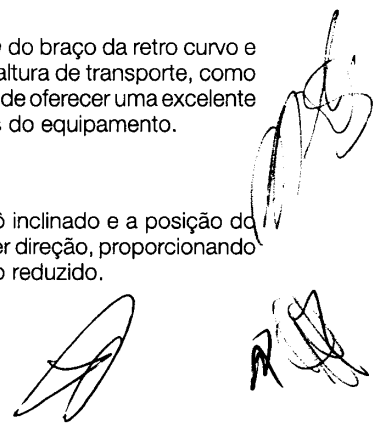 do braço da retro curvo e
altura de transporte, como
de oferecer uma excelente
do equipamento.
inclinado e a posição do
direção, proporcionando
reduzido.